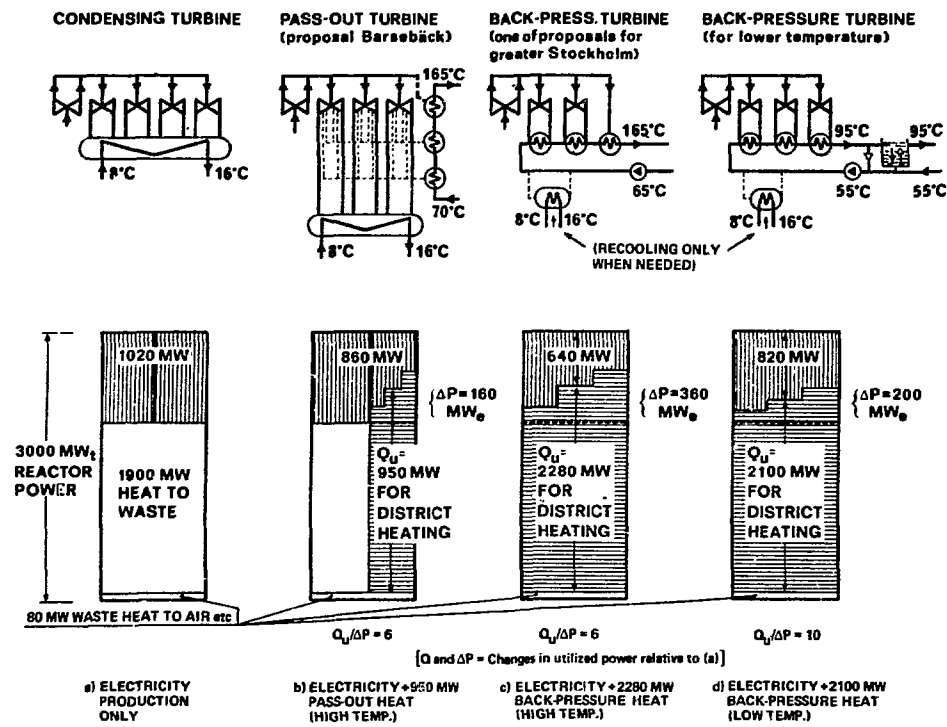 CONDENSING TURBINE
PASS-OUT TURBINE
(proposal Barsebäck)
BACK-PRESS. TURBINE
(one of proposals for
greater Stockholm)
BACK-PRESSURE TURBINE
(for lower temperature)
8°C
16°C
165°C
70°C
8°C
16°C
165°C
65°C
8°C
16°C
95°C
95°C
55°C
55°C
8°C
16°C
(RECOOLING ONLY
WHEN NEEDED)
3000 MWt
REACTOR
POWER
1020 MW
1900 MW
HEAT TO
WASTE
860 MW
ΔP=160
MWe
Qu=
950 MW
FOR
DISTRICT
HEATING
640 MW
ΔP=360
MWe
Qu=
2280 MW
FOR
DISTRICT
HEATING
820 MW
ΔP=200
MWe
Qu=
2100 MW
FOR
DISTRICT
HEATING
80 MW WASTE HEAT TO AIR etc
Qu/ΔP = 6
Qu/ΔP = 6
Qu/ΔP = 10
[Q and ΔP = Changes in utilized power relative to (a)]
a) ELECTRICITY
PRODUCTION
ONLY
b) ELECTRICITY +950 MW
PASS-OUT HEAT
(HIGH TEMP.)
c) ELECTRICITY +2280 MW
BACK-PRESSURE HEAT
(HIGH TEMP.)
d) ELECTRICITY +2100 MW
BACK-PRESSURE HEAT
(LOW TEMP.)